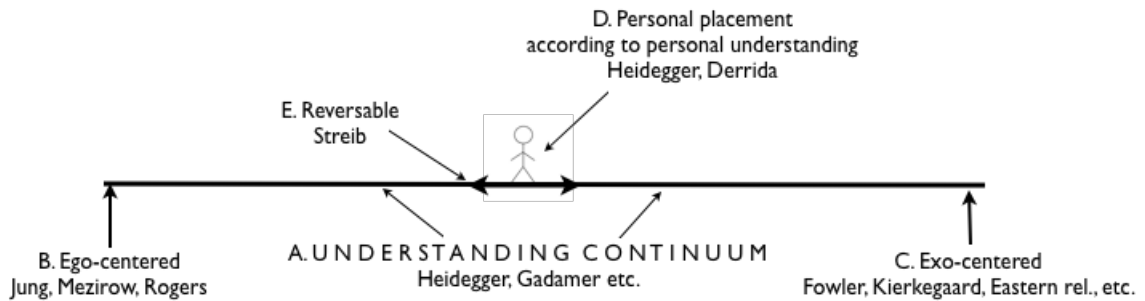 D. Personal placement
according to personal understanding
Heidegger, Derrida
E. Reversable
Streib
A. U N D E R S T A N D I N G  C O N T I N U U M
Heidegger, Gadamer etc.
B. Ego-centered
Jung, Mezirow, Rogers
C. Exo-centered
Fowler, Kierkegaard, Eastern rel., etc.